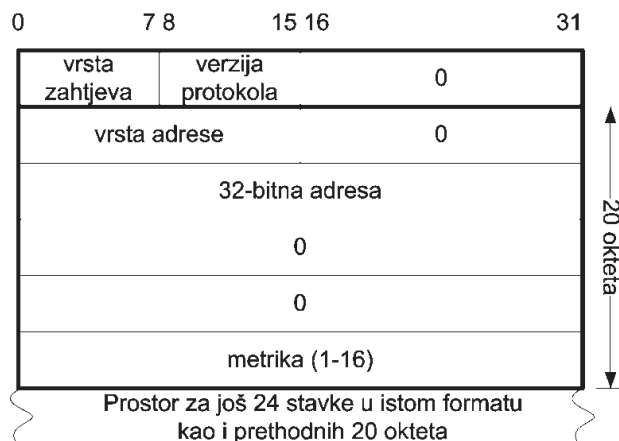 0 7 8 15 16 31
vrsta zahtjeva
verzija protokola
0
vrsta adrese 0
32-bitna adresa
0
0
metrika (1-16)
20 okteta
Prostor za još 24 stavke u istom formatu
kao i prethodnih 20 okteta